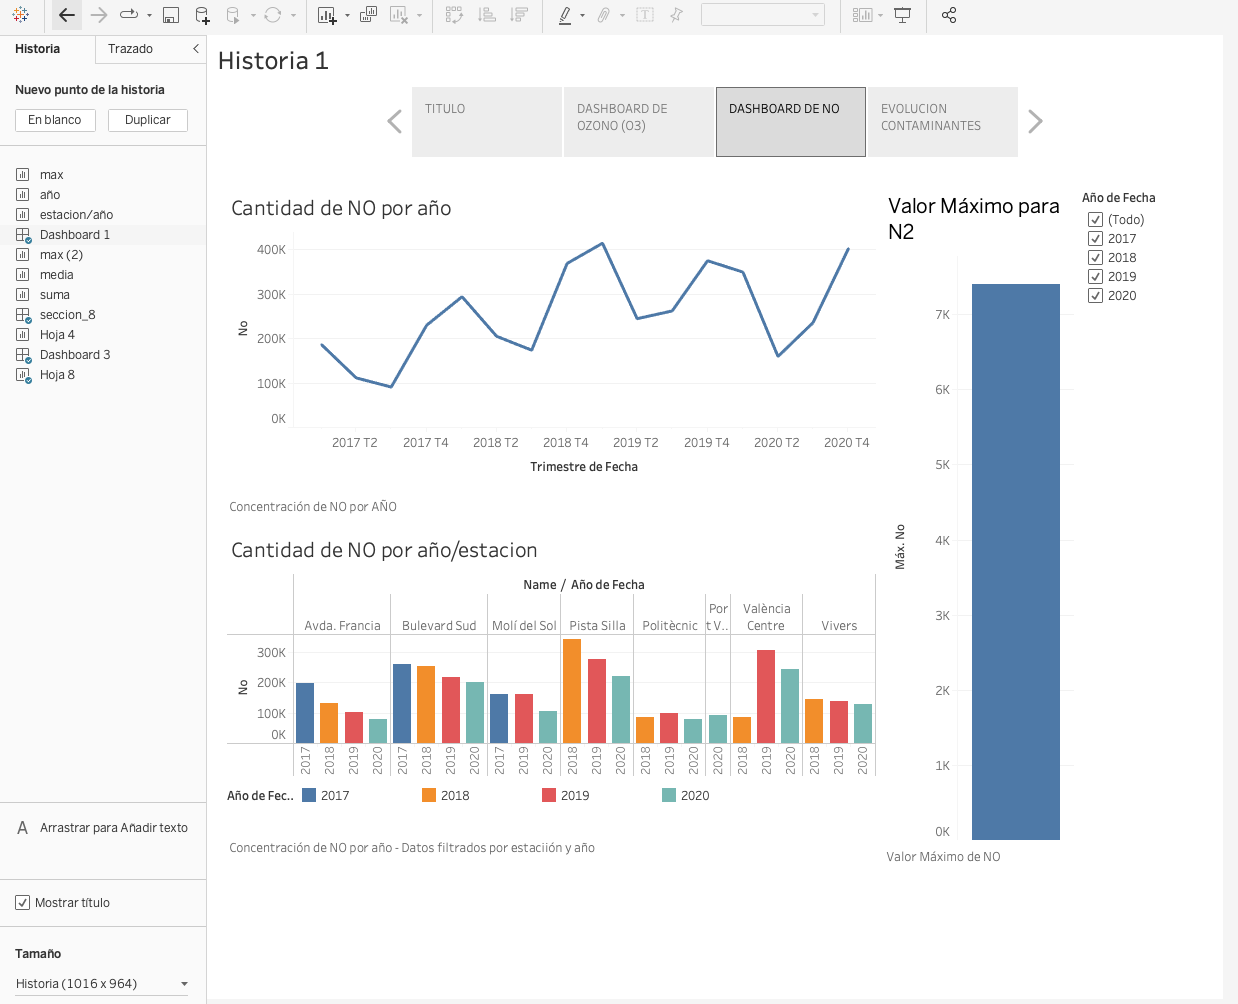 Historia
Trazado
Nuevo punto de la historia
En blanco
Duplicar
max
año
estacion/año
Dashboard 1
max (2)
media
suma
seccion_8
Hoja 4
Dashboard 3
Hoja 8
A Arrastrar para Añadir texto
Mostrar título
Tamaño
Historia (1016 x 964)
Historia 1
TITULO
DASHBOARD DE
OZONO (O3)
DASHBOARD DE NO
EVOLUCION
CONTAMINANTES
Cantidad de NO por año
400K
300K
200K
100K
0K
No
2017 T2 2017 T4 2018 T2 2018 T4 2019 T2 2019 T4 2020 T2 2020 T4
Trimestre de Fecha
Concentración de NO por AÑO
Cantidad de NO por año/estacion
Name / Año de Fecha
Avda. Francia Bulevard Sud Molí del Sol Pista Silla Politècnic Por
t V.. València
Centre Vivers
300K
200K
100K
0K
No
2017 2018 2019 2020 2017 2018 2019 2020 2017 2019 2020 2018 2019 2020 2018 2019 2020 2020 2018 2019 2020 2018 2019 2020
Año de Fec.. 2017 2018 2019 2020
Concentración de NO por año - Datos filtrados por estaciión y año
Valor Máximo para
N2
7K
6K
5K
4K
3K
2K
1K
0K
Máx. No
Valor Máximo de NO
Año de Fecha
(Todo)
2017
2018
2019
2020